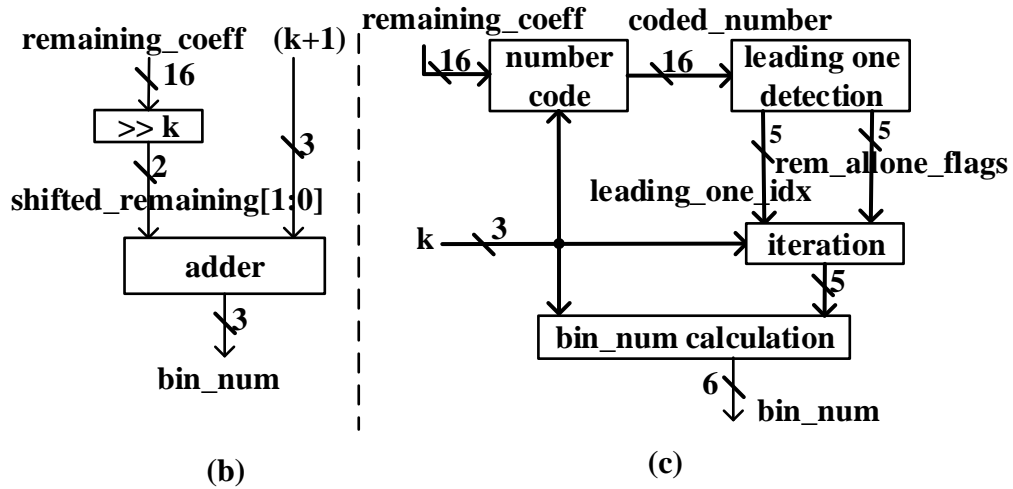 remaining_coeff (k+1)
16
>> k
2
3
shifted_remaining[1:0]
adder
3
bin_num
(b)
remaining_coeff coded_number
16
number
code
16
leading one
detection
5
5
rem_allone_flags
leading_one_idx
k
3
iteration
5
bin_num calculation
6
bin_num
(c)